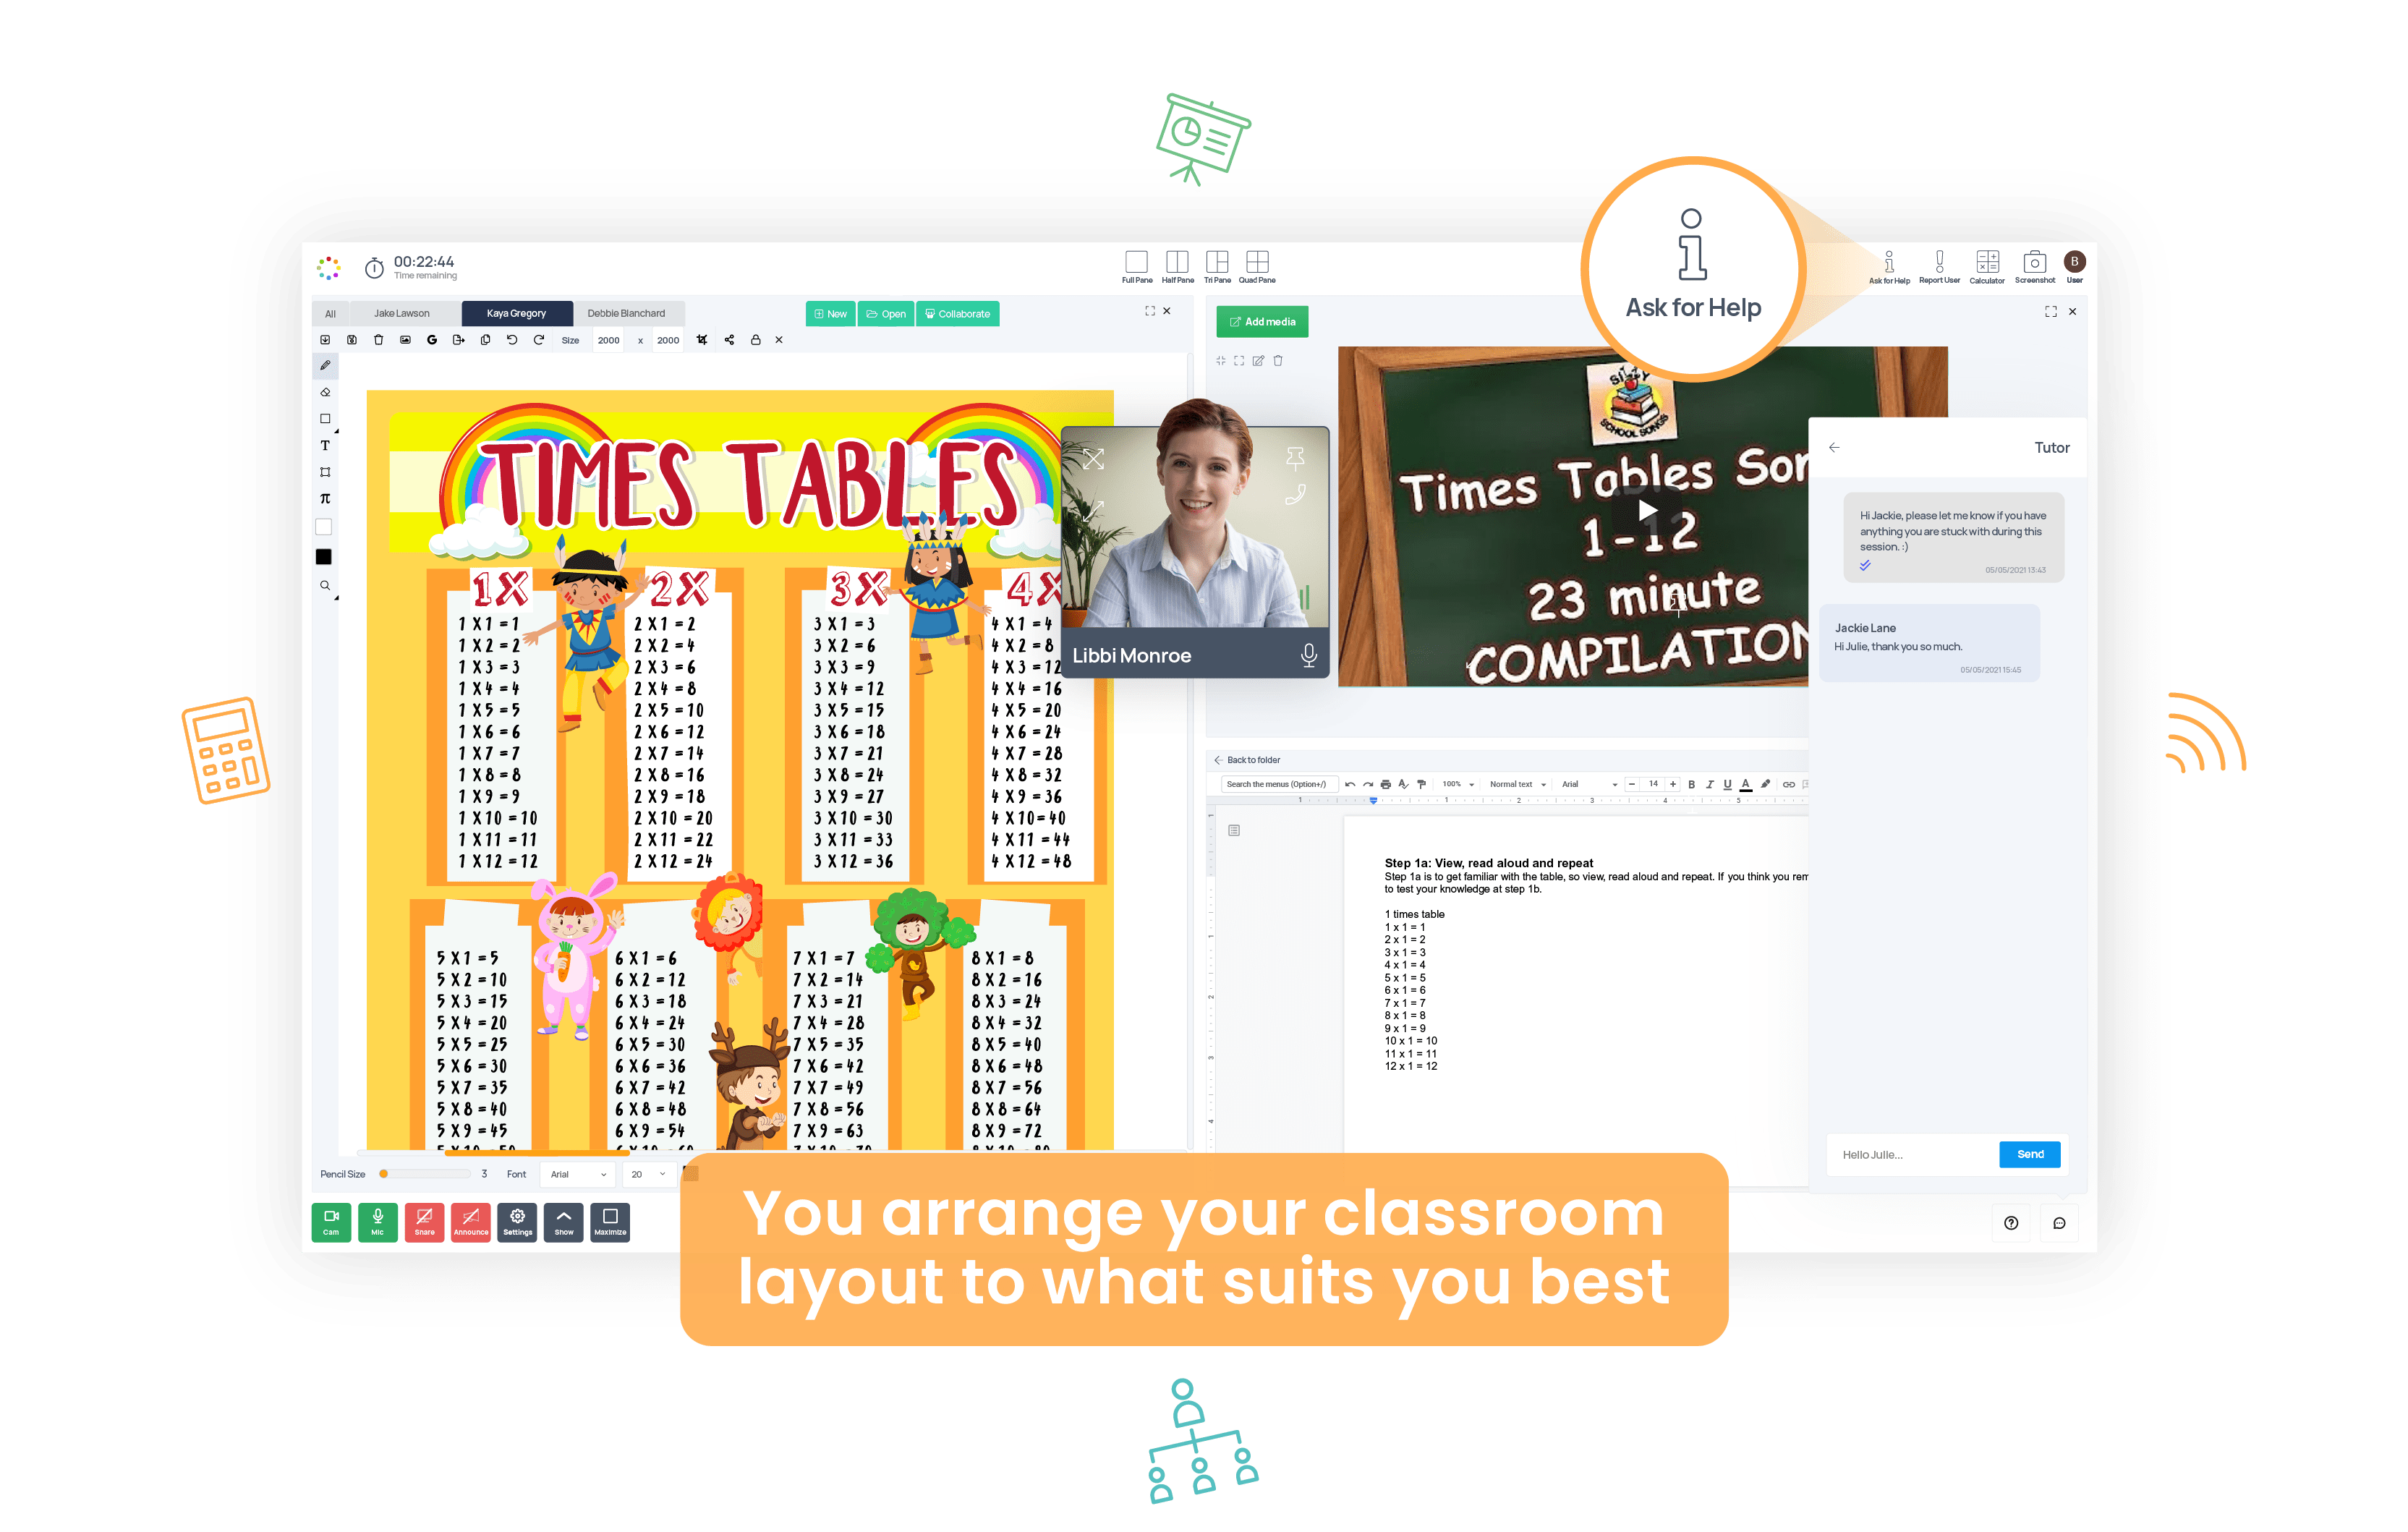 00:22:44
Time remaining
Full Pane
Half Pane
Tri Pane
Quad Pane
Ask for Help
Ask for Help
Report User
Calculator
Screenshot
B
User
All
Jake Lawson
Kaya Gregory
Debbie Blanchard
New
Open
Collaborate
Size
2000
x
2000
T
π
TIMES TABLES
1X
1 X 1 = 1
1 X 2 = 2
1 X 3 = 3
1 X 4 = 4
1 X 5 = 5
1 X 6 = 6
1 X 7 = 7
1 X 8 = 8
1 X 9 = 9
1 X 10 = 10
1 X 11 = 11
1 X 12 = 12
2X
2 X 1 = 2
2 X 2 = 4
2 X 3 = 6
2 X 4 = 8
2 X 5 = 10
2 X 6 = 12
2 X 7 = 14
2 X 8 = 16
2 X 9 = 18
2 X 10 = 20
2 X 11 = 22
2 X 12 = 24
3X
3 X 1 = 3
3 X 2 = 6
3 X 3 = 9
3 X 4 = 12
3 X 5 = 15
3 X 6 = 18
3 X 7 = 21
3 X 8 = 24
3 X 9 = 27
3 X 10 = 30
3 X 11 = 33
3 X 12 = 36
4X
4 X 1 = 4
4 X 2 = 8
4 X 3 = 12
4 X 4 = 16
4 X 5 = 20
4 X 6 = 24
4 X 7 = 28
4 X 8 = 32
4 X 9 = 36
4 X 10 = 40
4 X 11 = 44
4 X 12 = 48
5 X 1 = 5
5 X 2 = 10
5 X 3 = 15
5 X 4 = 20
5 X 5 = 25
5 X 6 = 30
5 X 7 = 35
5 X 8 = 40
5 X 9 = 45
6 X 1 = 6
6 X 2 = 12
6 X 3 = 18
6 X 4 = 24
6 X 5 = 30
6 X 6 = 36
6 X 7 = 42
6 X 8 = 48
6 X 9 = 54
7 X 1 = 7
7 X 2 = 14
7 X 3 = 21
7 X 4 = 28
7 X 5 = 35
7 X 6 = 42
7 X 7 = 49
7 X 8 = 56
7 X 9 = 63
8 X 1 = 8
8 X 2 = 16
8 X 3 = 24
8 X 4 = 32
8 X 5 = 40
8 X 6 = 48
8 X 7 = 56
8 X 8 = 64
8 X 9 = 72
Libbi Monroe
Add media
SILLY
SCHOOL SONGS
Times Tables Son
1-12
23 minute
COMPILATION
Tutor
Hi Jackie, please let me know if you have
anything you are stuck with during this
session. :)
05/05/2021 13:43
Jackie Lane
Hi Julie, thank you so much.
05/05/2021 15:45
Hello Julie...
Send
Back to folder
Search the menus (Option+/)
100%
Normal text
Arial
14
B I U A
1 1 2 3 4 5
1
1
2
3
4
Step 1a: View, read aloud and repeat
Step 1a is to get familiar with the table, so view, read aloud and repeat. If you think you rem
to test your knowledge at step 1b.
1 times table
1 x 1 = 1
2 x 1 = 2
3 x 1 = 3
4 x 1 = 4
5 x 1 = 5
6 x 1 = 6
7 x 1 = 7
8 x 1 = 8
9 x 1 = 9
10 x 1 = 10
11 x 1 = 11
12 x 1 = 12
Pencil Size
3
Font
Arial
20
Cam
Mic
Share
Announce
Settings
Show
Maximize
You arrange your classroom
layout to what suits you best